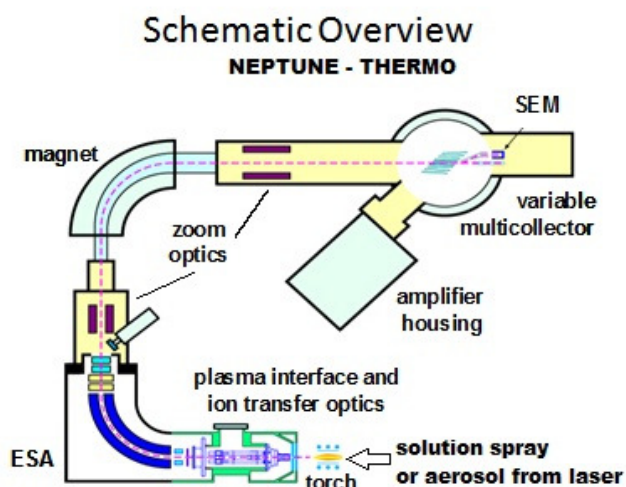 Schematic Overview
NEPTUNE - THERMO
SEM
magnet
variable
multicollector
zoom
optics
amplifier
housing
plasma interface and
ion transfer optics
ESA
torch
solution spray
or aerosol from laser